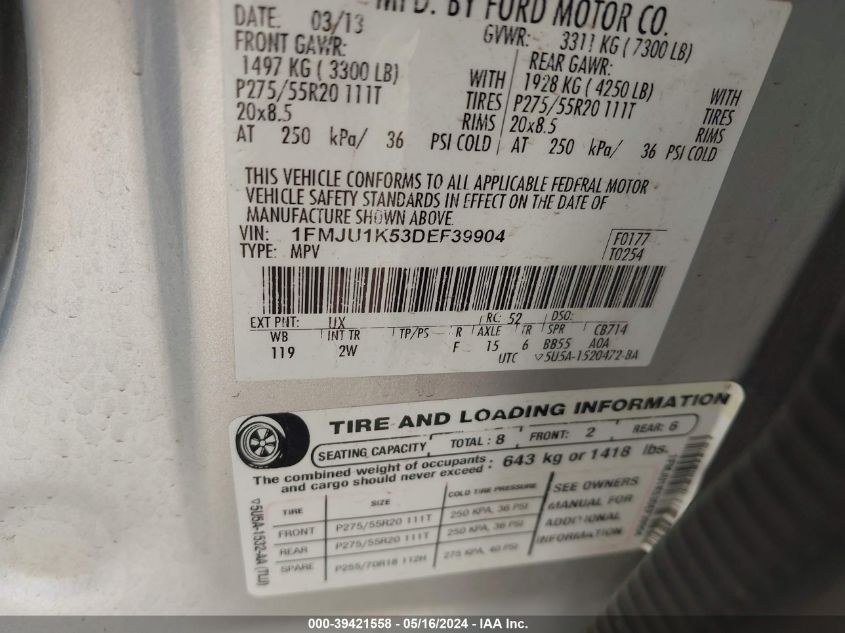 MFD. BY FORD MOTOR CO.
DATE: 03/13 GVWR: 3311 KG ( 7300 LB)
FRONT GAWR: REAR GAWR:
1497 KG ( 3300 LB) WITH 1928 KG ( 4250 LB) WITH
P275/55R20 111T TIRES P275/55R20 111T TIRES
20x8.5 RIMS 20x8.5 RIMS
AT 250 kPa/ 36 PSI COLD AT 250 kPa/ 36 PSI COLD
THIS VEHICLE CONFORMS TO ALL APPLICABLE FEDERAL MOTOR
VEHICLE SAFETY STANDARDS IN EFFECT ON THE DATE OF
MANUFACTURE SHOWN ABOVE.
VIN: 1FMJU1K53DEF39904 F0177
TYPE: MPV T0254
EXT PNT: UX RC: 52 DSO:
WB INT TR TP/PS R AXLE TR SPR CB714
119 2W F 15 6 BB55 AOA
UTC ▽5U5A-1520472-BA
TIRE AND LOADING INFORMATION
SEATING CAPACITY TOTAL : 8 FRONT: 2 REAR: 6
The combined weight of occupants : 643 kg or 1418 lbs.
and cargo should never exceed
TIRE SIZE COLD TIRE PRESSURE SEE OWNERS
FRONT P275/55R20 111T 250 KPA, 36 PSI MANUAL FOR
REAR P275/55R20 111T 250 KPA, 36 PSI ADDITIONAL
SPARE P255/70R18 112H 275 KPA, 40 PSI INFORMATION
▽5U5A-1532-AA (TLU)
000-39421558 - 05/16/2024 - IAA Inc.